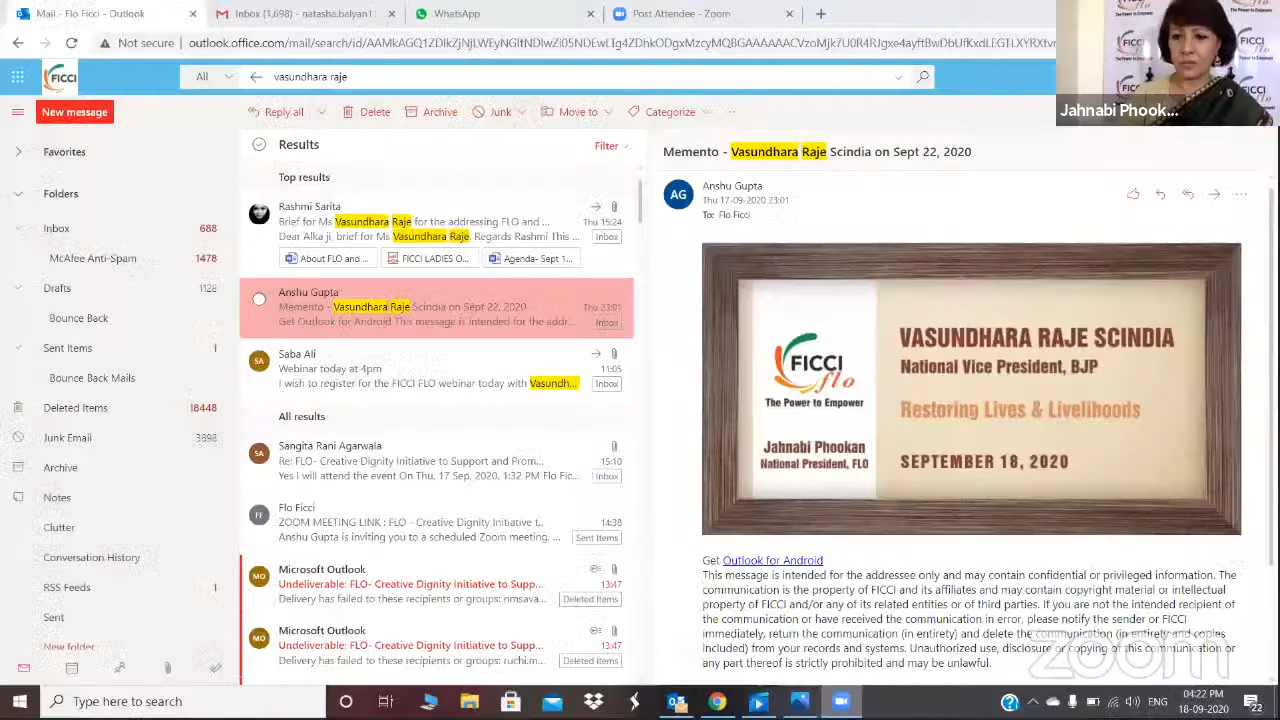 Mail - Flo Ficci - Outlook
Inbox (1,698) - natasha.baban1
WhatsApp
Post Attendee - Zoom
Not secure
FICCI
All
vasundhara raje
Jahnabi Phook...
New message
Reply all
Delete
Archive
Junk
Move to
Categorize
Favorites
Folders
Inbox 688
McAfee Anti-Spam 1478
Drafts 1128
Bounce Back
Sent Items 1
Bounce Back Mails
Deleted Items 18448
Junk Email 3898
Archive
Notes
Clutter
Conversation History
RSS Feeds 1
Sent
New folder
Results
Filter
Top results
Rashmi Sarita
Brief for Ms Vasundhara Raje for the addressing FLO and ... Thu 15:24
Dear Alka ji, brief for Ms Vasundhara Raje. Regards Rashmi This ... Inbox
About FLO and ...
FICCI LADIES O...
Agenda- Sept 1...
Anshu Gupta
Memento - Vasundhara Raje Scindia on Sept 22, 2020 Thu 23:01
Get Outlook for Android This message is intended for the addr... Inbox
SA
Saba Ali
Webinar today at 4pm 11:05
I wish to register for the FICCI FLO webinar today with Vasundh... Inbox
All results
SA
Sangita Rani Agarwala
Re: FLO- Creative Dignity Initiative to Support and Prom... 15:10
Yes I will attend the event On Thu, 17 Sep, 2020, 1:32 PM Flo Fic... Inbox
FF
Flo Ficci
ZOOM MEETING LINK : FLO - Creative Dignity Initiative t... 14:38
Anshu Gupta is inviting you to a scheduled Zoom meeting. ... Sent Items
MO
Microsoft Outlook
Undeliverable: FLO- Creative Dignity Initiative to Supp... 13:47
Delivery has failed to these recipients or groups: nmsava... Deleted Items
MO
Microsoft Outlook
Undeliverable: FLO- Creative Dignity Initiative to Supp... 13:47
Delivery has failed to these recipients or groups: ruchi.m... Deleted Items
Memento - Vasundhara Raje Scindia on Sept 22, 2020
AG
Anshu Gupta
Thu 17-09-2020 23:01
To: Flo Ficci
FICCI
flo
The Power to Empower
Jahnabi Phookan
National President, FLO
VASUNDHARA RAJE SCINDIA
National Vice President, BJP
Restoring Lives & Livelihoods
SEPTEMBER 18, 2020
Get Outlook for Android
This message is intended for the addressee only and may contain confidential or privileged information. The
communication is the property of FICCI and its affiliates and may contain copyright material or intellectual
property of FICCI and/or any of its related entities or of third parties. If you are not the intended recipient of
the communication or have received the communication in error, please notify the sender or FICCI
immediately, return the communication (in entirety) and delete the communication (in entirety and copies
included) from your records and systems. Unauthorized use, disclosure or copying of this communication or
any part thereof is strictly prohibited and may be unlawful.
zoom
Type here to search
ENG
04:22 PM
18-09-2020
22